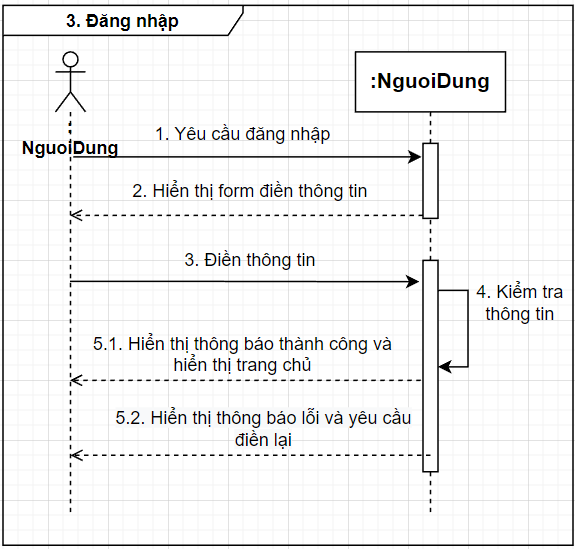 3. Đăng nhập
:NguoiDung
NguoiDung
1. Yêu cầu đăng nhập
2. Hiển thị form điền thông tin
3. Điền thông tin
4. Kiểm tra
thông tin
5.1. Hiển thị thông báo thành công và
hiển thị trang chủ
5.2. Hiển thị thông báo lỗi và yêu cầu
điền lại